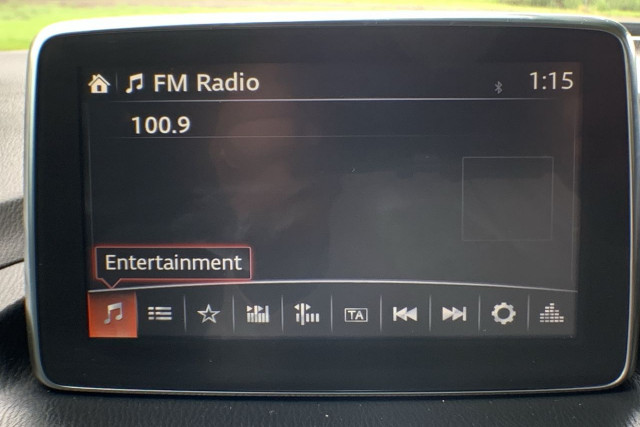 FM Radio 1:15
100.9
Entertainment
TA